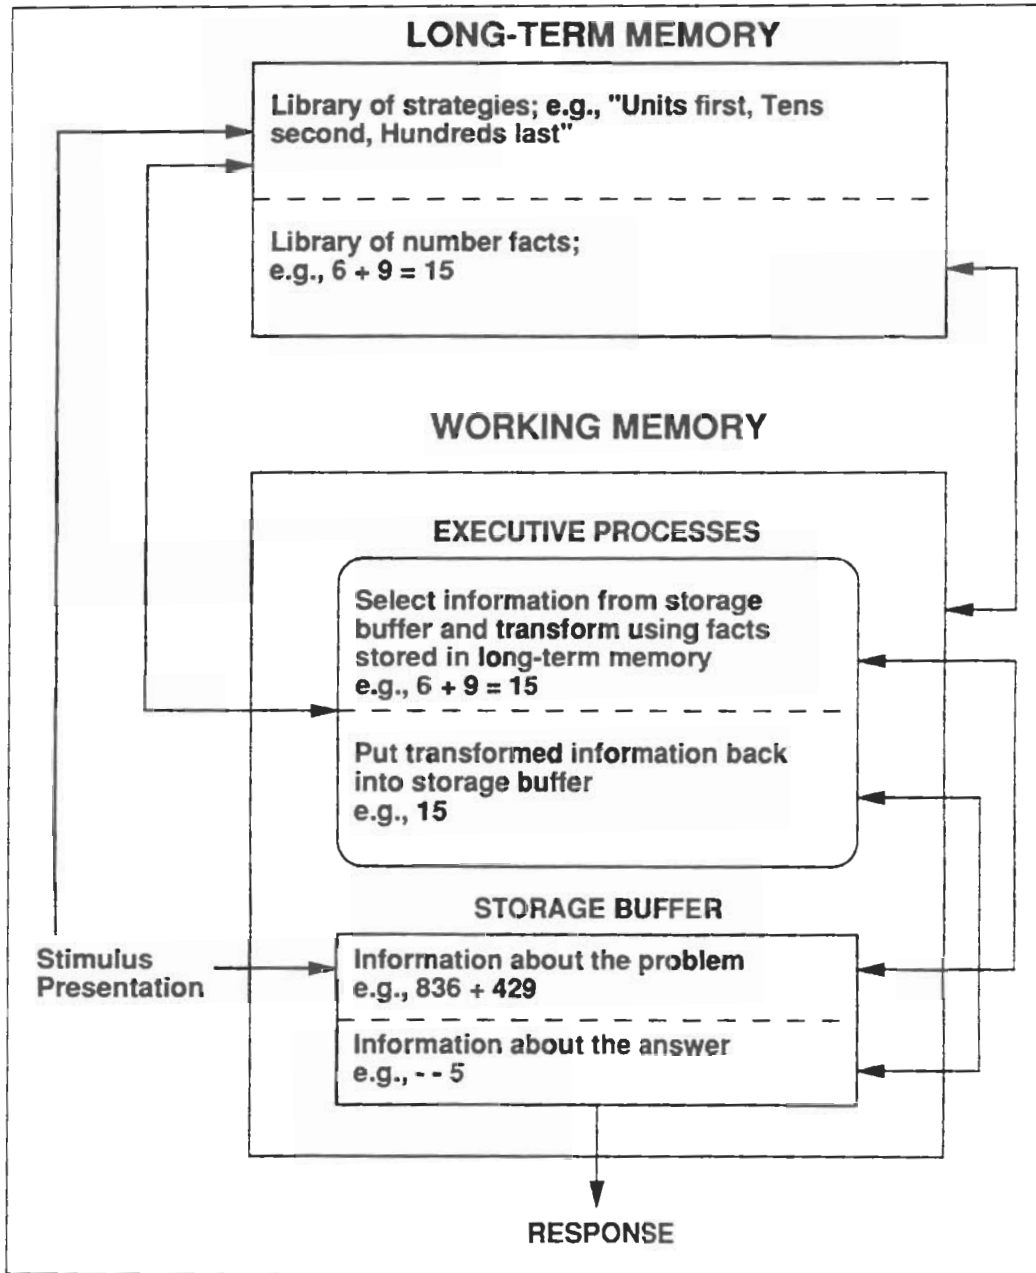 LONG-TERM MEMORY
Library of strategies; e.g., "Units first, Tens
second, Hundreds last"
Library of number facts;
e.g., 6 + 9 = 15
WORKING MEMORY
EXECUTIVE PROCESSES
Select information from storage
buffer and transform using facts
stored in long-term memory
e.g., 6 + 9 = 15
Put transformed information back
into storage buffer
e.g., 15
STORAGE BUFFER
Stimulus
Presentation
Information about the problem
e.g., 836 + 429
Information about the answer
e.g., - - 5
RESPONSE